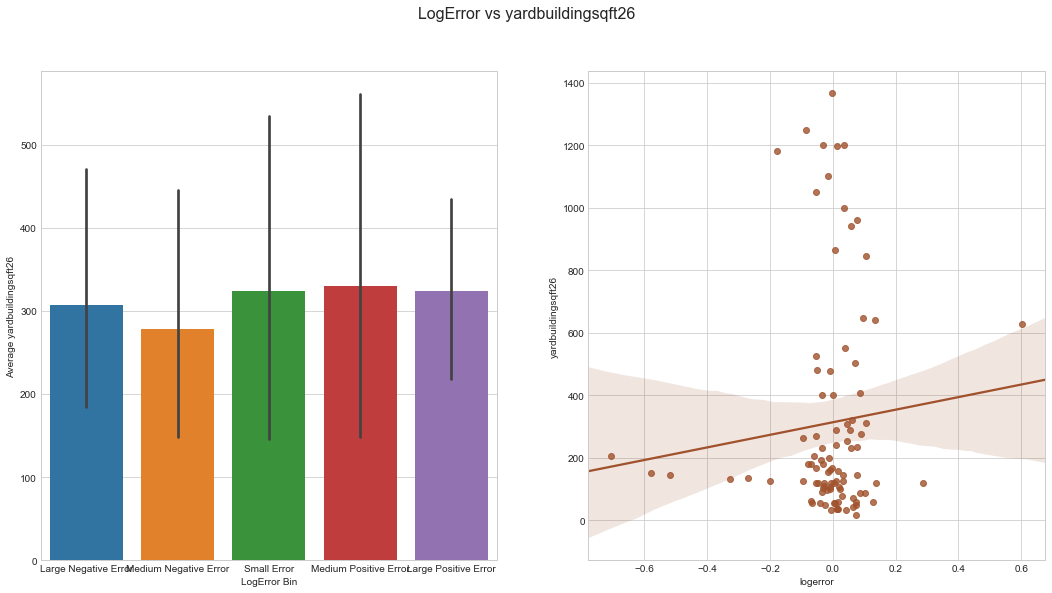 LogError vs yardbuildingsqft26
Average yardbuildingsqft26
500
400
300
200
100
0
Large Negative Error
Medium Negative Error
Small Error
Medium Positive Error
Large Positive Error
LogError Bin
yardbuildingsqft26
1400
1200
1000
800
600
400
200
0
−0.6
−0.4
−0.2
0.0
0.2
0.4
0.6
logerror